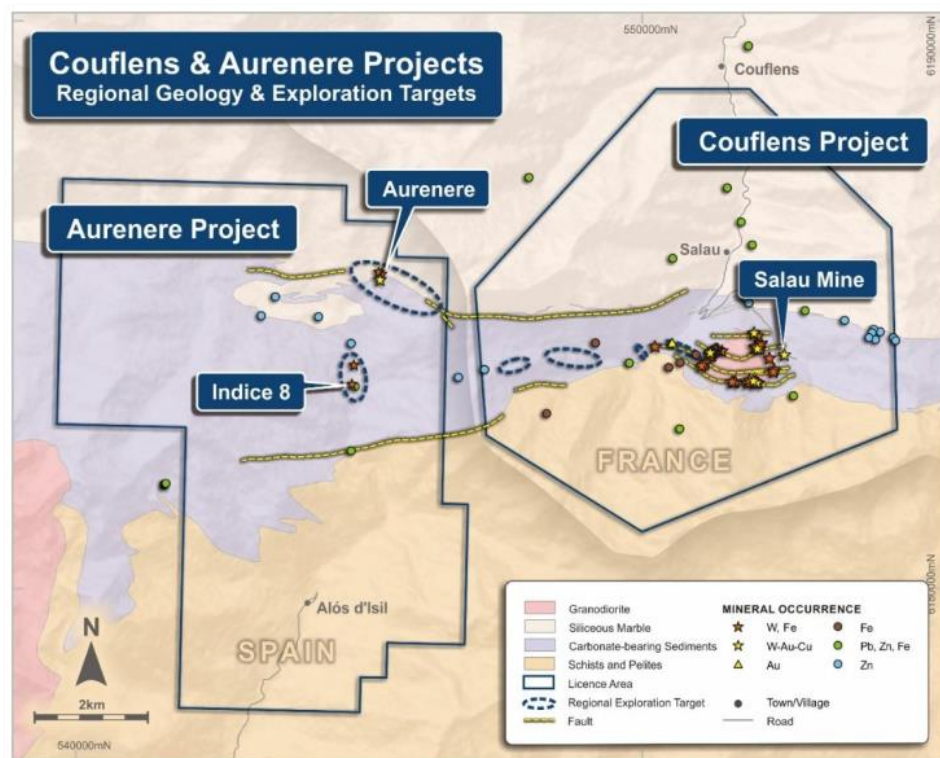 550000mN
6190000mN
Couflens & Aurenere Projects
Regional Geology & Exploration Targets
Couflens
Couflens Project
Aurenere
Aurenere Project
Salau
Salau Mine
Indice 8
FRANCE
Alós d'Isil
SPAIN
6180000mN
N
2km
540000mN
Granodiorite
Siliceous Marble
Carbonate-bearing Sediments
Schists and Pelites
Licence Area
Regional Exploration Target
Fault
MINERAL OCCURRENCE
W, Fe
W-Au-Cu
Au
Fe
Pb, Zn, Fe
Zn
Town/Village
Road